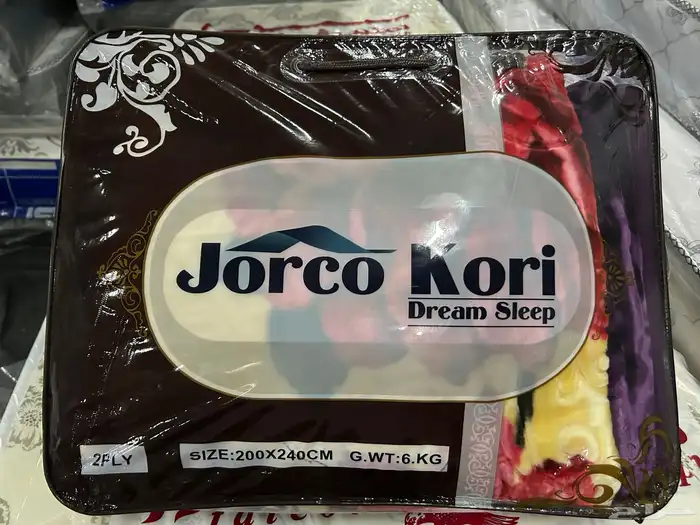 Jorco Kori
Dream Sleep
2PLY
SIZE:200X240CM G.WT:6.KG